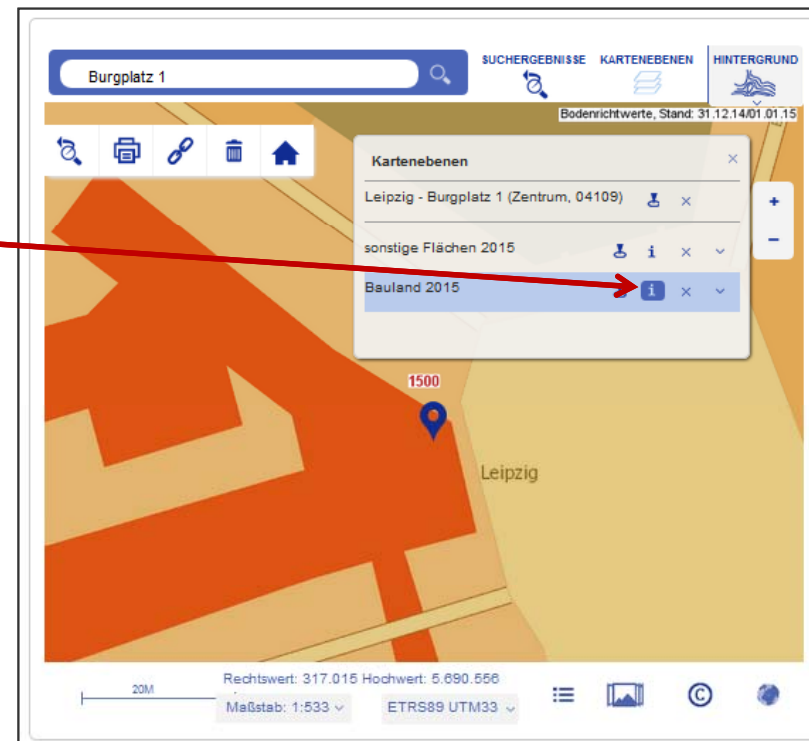 SUCHERGEBNISSE KARTENEBENEN HINTERGRUND
Burgplatz 1
Bodenrichtwerte, Stand: 31.12.14/01.01.15
Kartenebenen
Leipzig - Burgplatz 1 (Zentrum, 04109)
sonstige Flächen 2015
Bauland 2015
1500
Leipzig
Rechtswert: 317.015 Hochwert: 5.690.556
20M
Maßstab: 1:533
ETRS89 UTM33